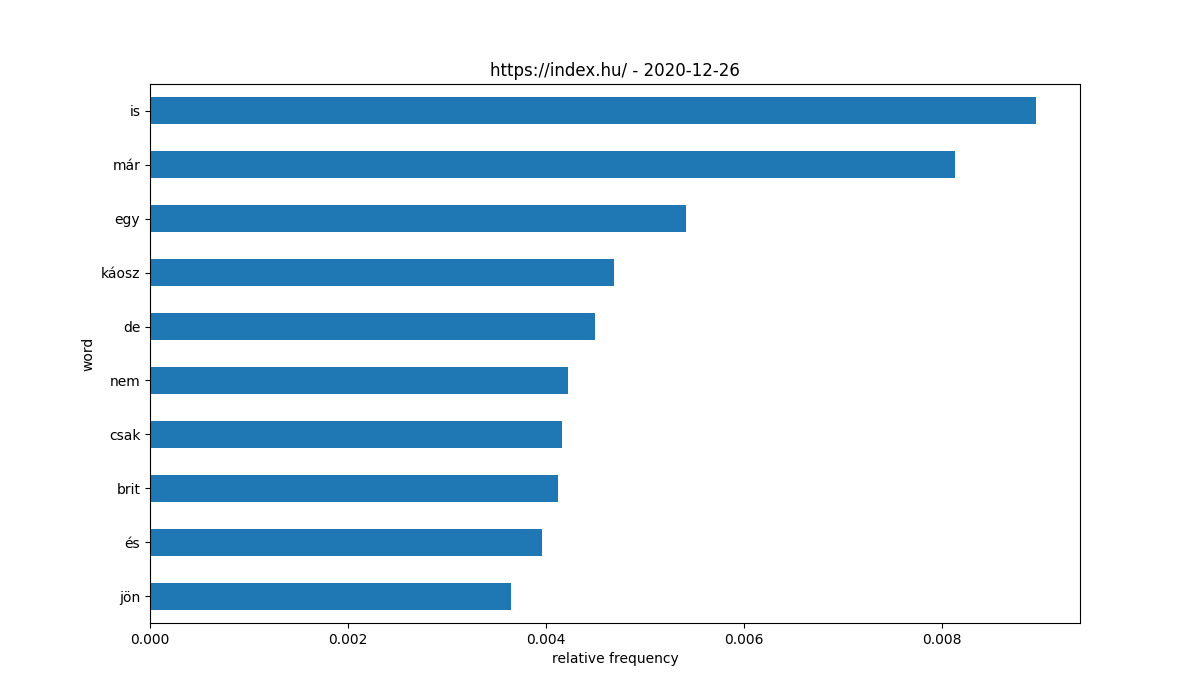 https://index.hu/ - 2020-12-26
is
már
egy
káosz
de
nem
csak
brit
és
jön
word
0.000 0.002 0.004 0.006 0.008
relative frequency